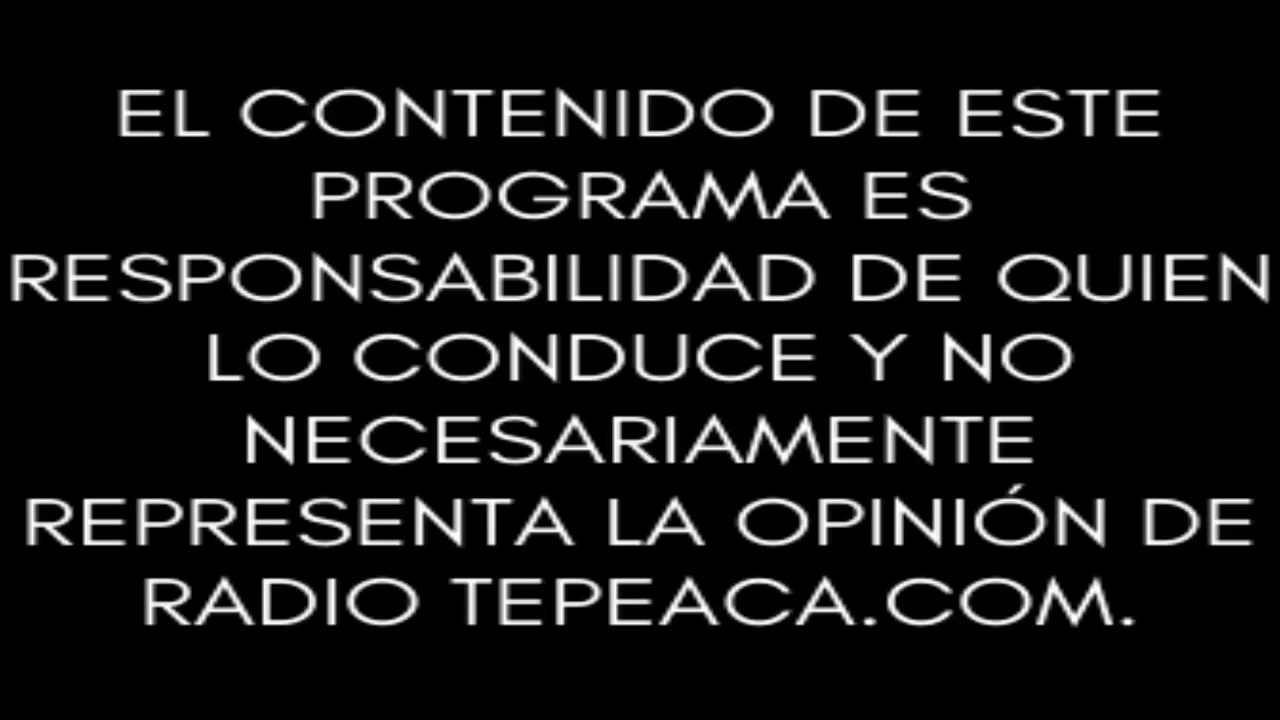 EL CONTENIDO DE ESTE
PROGRAMA ES
RESPONSABILIDAD DE QUIEN
LO CONDUCE Y NO
NECESARIAMENTE
REPRESENTA LA OPINIÓN DE
RADIO TEPEACA.COM.